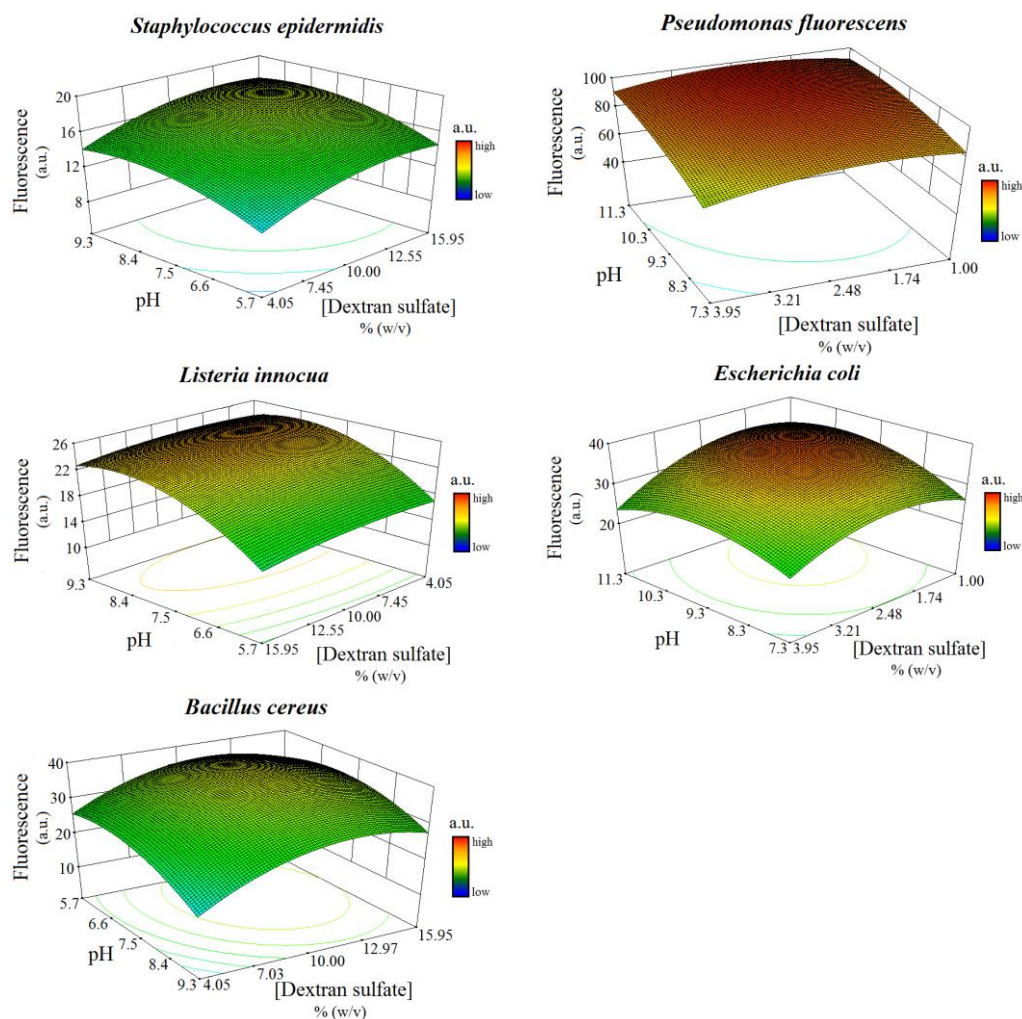 Staphylococcus epidermidis
Fluorescence
(a.u.)
20
16
12
8
9.3
8.4
7.5
6.6
5.7
pH
4.05
7.45
10.00
12.55
15.95
[Dextran sulfate]
% (w/v)
a.u.
high
low
Pseudomonas fluorescens
Fluorescence
(a.u.)
100
80
60
40
11.3
10.3
9.3
8.3
7.3
pH
3.95
3.21
2.48
1.74
1.00
[Dextran sulfate]
% (w/v)
a.u.
high
low
Listeria innocua
Fluorescence
(a.u.)
26
22
18
14
10
9.3
8.4
7.5
6.6
5.7
pH
15.95
12.55
10.00
7.45
4.05
[Dextran sulfate]
% (w/v)
a.u.
high
low
Escherichia coli
Fluorescence
(a.u.)
40
30
20
11.3
10.3
9.3
8.3
7.3
pH
3.95
3.21
2.48
1.74
1.00
[Dextran sulfate]
% (w/v)
a.u.
high
low
Bacillus cereus
Fluorescence
(a.u.)
40
30
20
10
5.7
6.6
7.5
8.4
9.3
pH
4.05
7.03
10.00
12.97
15.95
[Dextran sulfate]
% (w/v)
a.u.
high
low